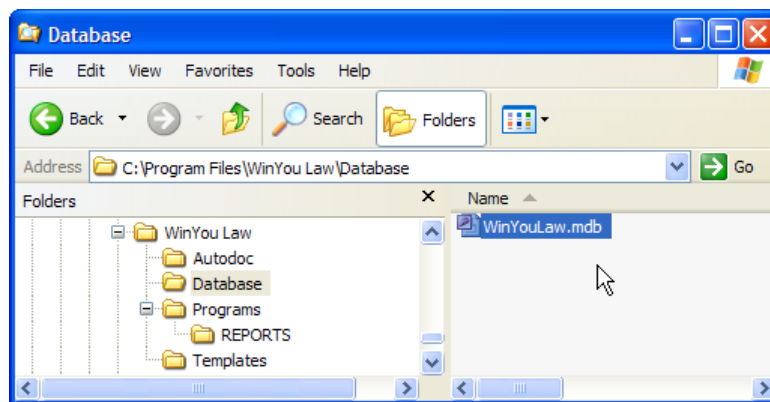 Database
File Edit View Favorites Tools Help
Back Search Folders
Address C:\Program Files\WinYou Law\Database Go
Folders
WinYou Law
Autodoc
Database
Programs
REPORTS
Templates
Name
WinYouLaw.mdb